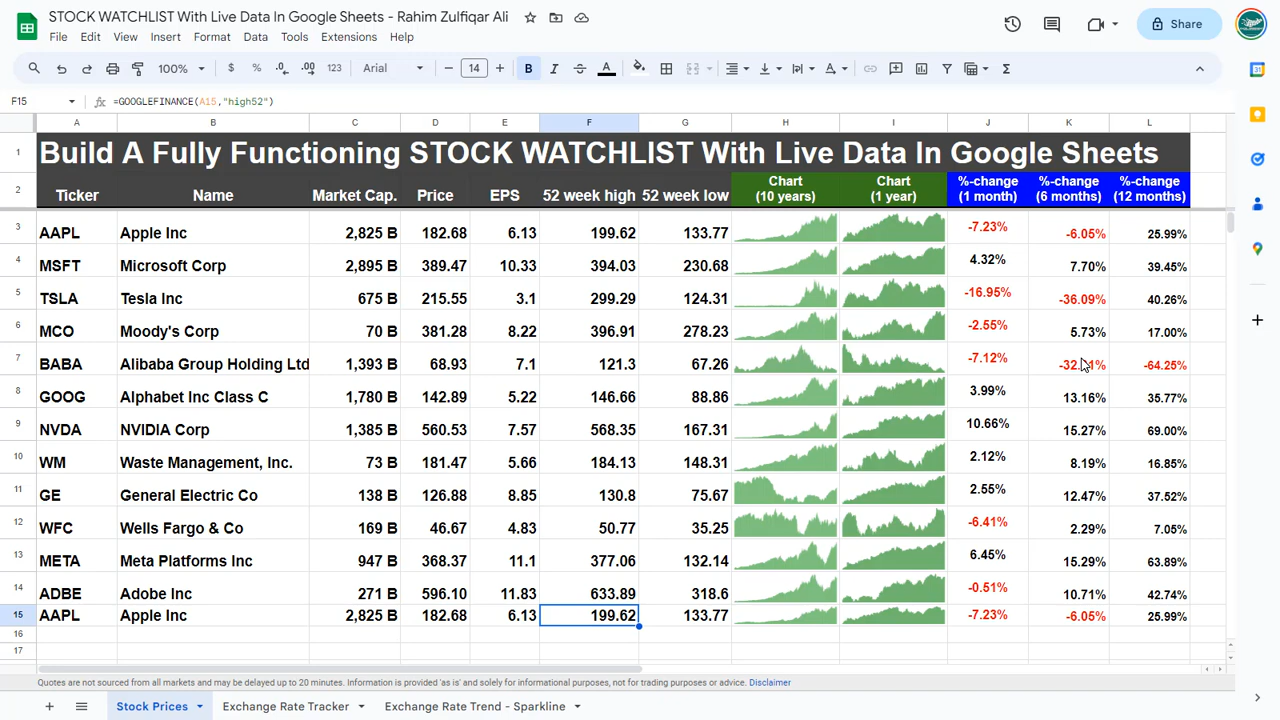 STOCK WATCHLIST With Live Data In Google Sheets - Rahim Zulfiqar Ali
Share
File Edit View Insert Format Data Tools Extensions Help
100% $ % .0 .00 123 Arial 14 B I A
F15 fx =GOOGLEFINANCE(A15,"high52")
A B C D E F G H I J K L
1 Build A Fully Functioning STOCK WATCHLIST With Live Data In Google Sheets
2 Ticker Name Market Cap. Price EPS 52 week high 52 week low Chart (10 years) Chart (1 year) %-change (1 month) %-change (6 months) %-change (12 months)
3 AAPL Apple Inc 2,825 B 182.68 6.13 199.62 133.77 -7.23% -6.05% 25.99%
4 MSFT Microsoft Corp 2,895 B 389.47 10.33 394.03 230.68 4.32% 7.70% 39.45%
5 TSLA Tesla Inc 675 B 215.55 3.1 299.29 124.31 -16.95% -36.09% 40.26%
6 MCO Moody's Corp 70 B 381.28 8.22 396.91 278.23 -2.55% 5.73% 17.00%
7 BABA Alibaba Group Holding Ltd 1,393 B 68.93 7.1 121.3 67.26 -7.12% -64.25%
8 GOOG Alphabet Inc Class C 1,780 B 142.89 5.22 146.66 88.86 3.99% 13.16% 35.77%
9 NVDA NVIDIA Corp 1,385 B 560.53 7.57 568.35 167.31 10.66% 15.27% 69.00%
10 WM Waste Management, Inc. 73 B 181.47 5.66 184.13 148.31 2.12% 8.19% 16.85%
11 GE General Electric Co 138 B 126.88 8.85 130.8 75.67 2.55% 12.47% 37.52%
12 WFC Wells Fargo & Co 169 B 46.67 4.83 50.77 35.25 -6.41% 2.29% 7.05%
13 META Meta Platforms Inc 947 B 368.37 11.1 377.06 132.14 6.45% 15.29% 63.89%
14 ADBE Adobe Inc 271 B 596.10 11.83 633.89 318.6 -0.51% 10.71% 42.74%
15 AAPL Apple Inc 2,825 B 182.68 6.13 199.62 133.77 -7.23% -6.05% 25.99%
16
17
Quotes are not sourced from all markets and may be delayed up to 20 minutes. Information is provided 'as is' and solely for informational purposes, not for trading purposes or advice. Disclaimer
Stock Prices Exchange Rate Tracker Exchange Rate Trend - Sparkline